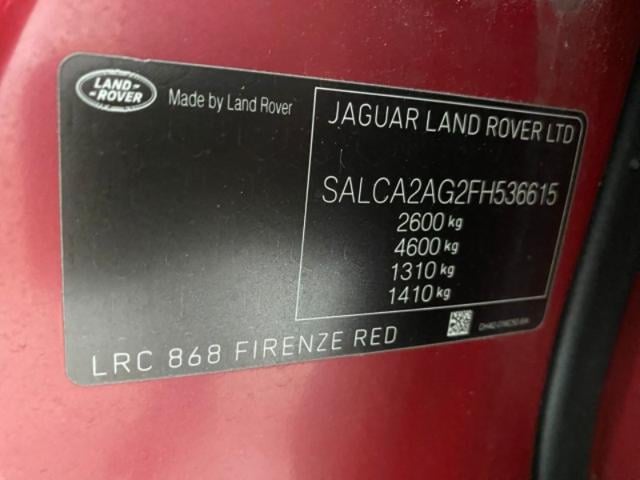 LAND-
-ROVER
Made by Land Rover
JAGUAR LAND ROVER LTD
SALCA2AG2FH536615
2600 kg
4600 kg
1310 kg
1410 kg
LRC 868 FIRENZE RED